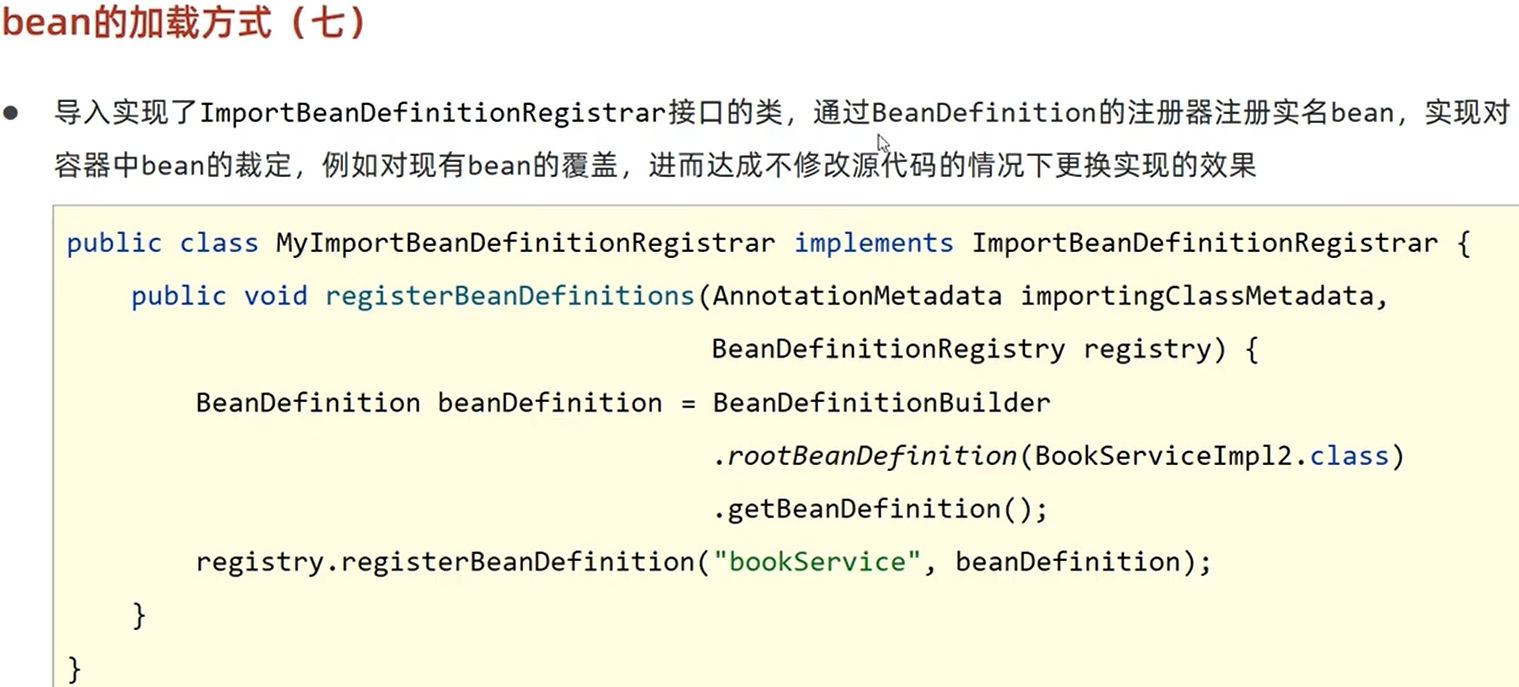 bean的加载方式（七）
● 导入实现了ImportBeanDefinitionRegistrar接口的类，通过BeanDefinition的注册器注册实名bean，实现对
容器中bean的裁定，例如对现有bean的覆盖，进而达成不修改源代码的情况下更换实现的效果
public class MyImportBeanDefinitionRegistrar implements ImportBeanDefinitionRegistrar {
    public void registerBeanDefinitions(AnnotationMetadata importingClassMetadata,
                                        BeanDefinitionRegistry registry) {
        BeanDefinition beanDefinition = BeanDefinitionBuilder
                                        .rootBeanDefinition(BookServiceImpl2.class)
                                        .getBeanDefinition();
        registry.registerBeanDefinition("bookService", beanDefinition);
    }
}